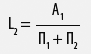 L₂ = A₁ / (П₁ + П₂)